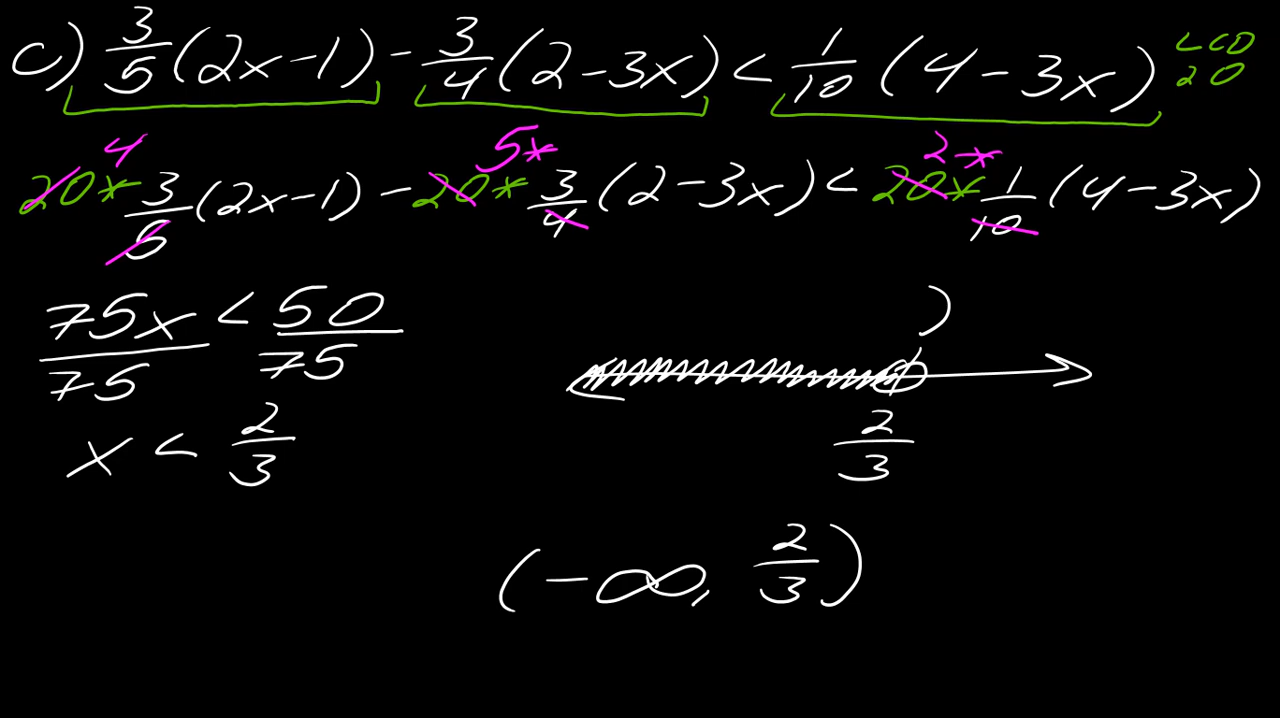 c) 3/5 (2x-1) - 3/4 (2-3x) < 1/10 (4-3x) LCD 20
4 5* 2*
20* 3/5 (2x-1) - 20* 3/4 (2-3x) < 20* 1/10 (4-3x)
75x/75 < 50/75 )
x < 2/3 2/3
(-∞, 2/3)